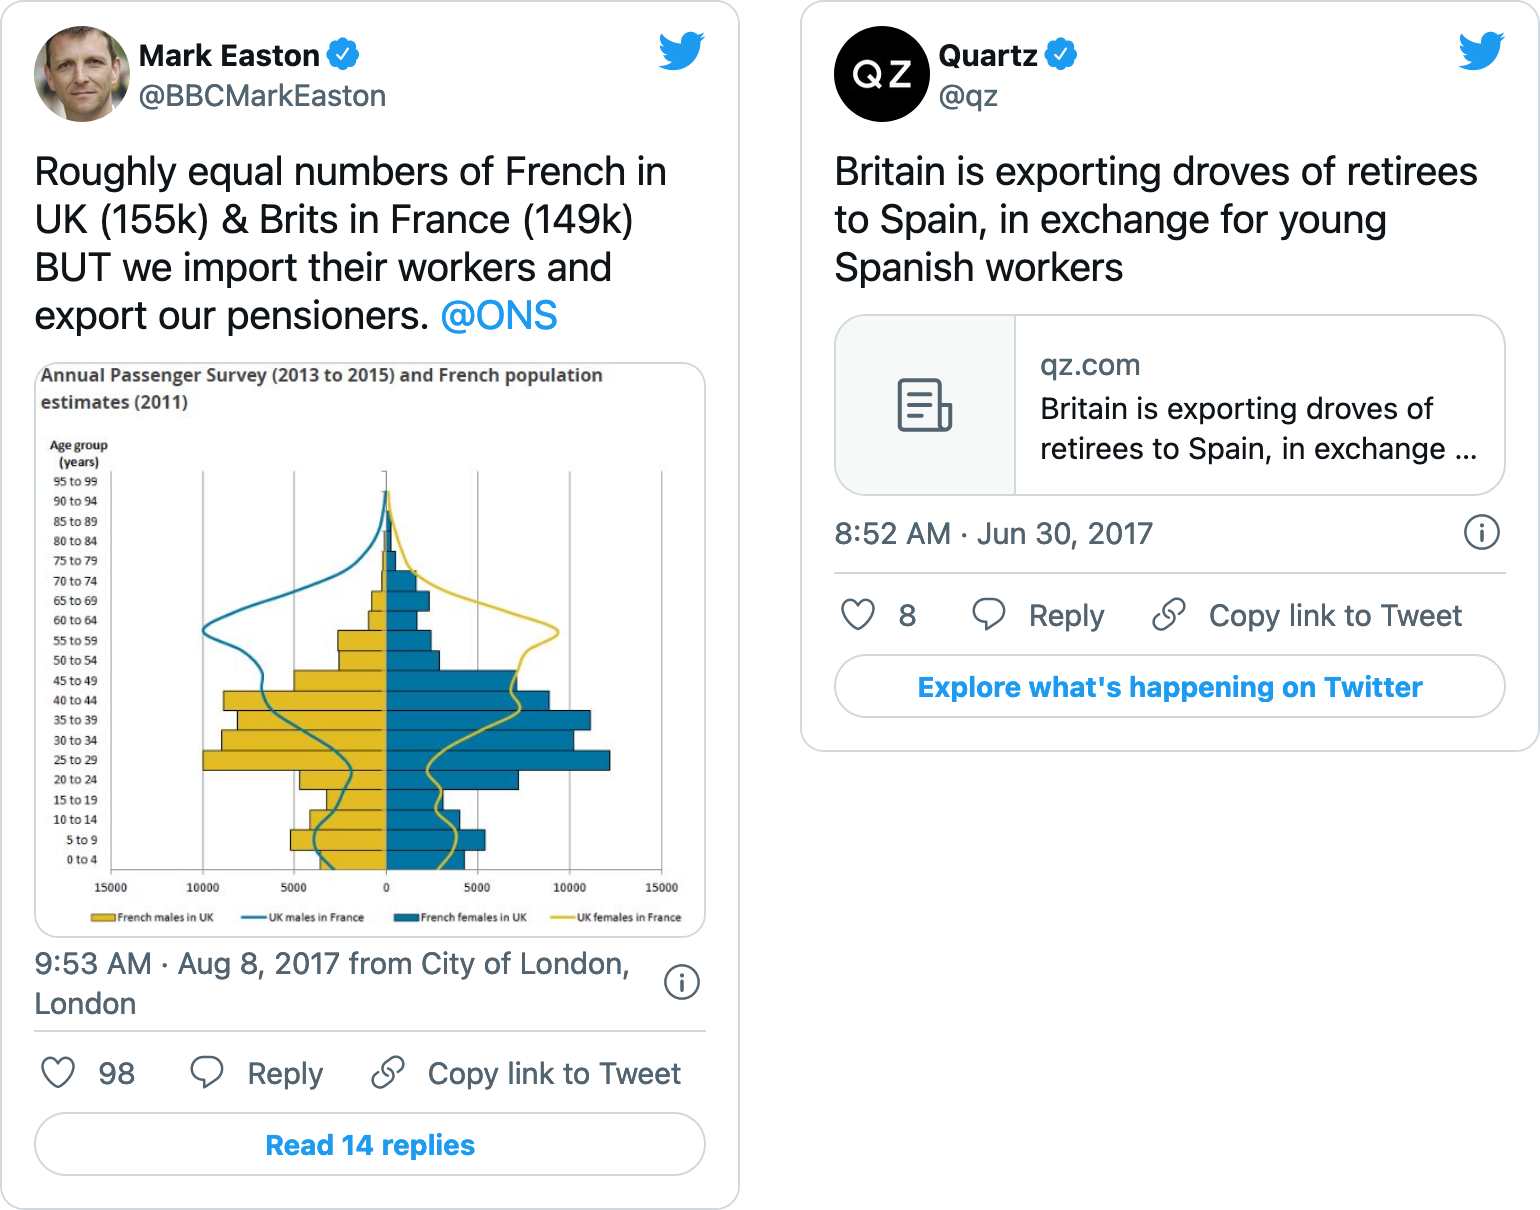 Mark Easton
@BBCMarkEaston
Roughly equal numbers of French in
UK (155k) & Brits in France (149k)
BUT we import their workers and
export our pensioners. @ONS
Annual Passenger Survey (2013 to 2015) and French population
estimates (2011)
Age group
(years)
95 to 99
90 to 94
85 to 89
80 to 84
75 to 79
70 to 74
65 to 69
60 to 64
55 to 59
50 to 54
45 to 49
40 to 44
35 to 39
30 to 34
25 to 29
20 to 24
15 to 19
10 to 14
5 to 9
0 to 4
15000 10000 5000 0 5000 10000 15000
French males in UK UK males in France French females in UK UK females in France
9:53 AM · Aug 8, 2017 from City of London,
London
98 Reply Copy link to Tweet
Read 14 replies
QZ
Quartz
@qz
Britain is exporting droves of retirees
to Spain, in exchange for young
Spanish workers
qz.com
Britain is exporting droves of
retirees to Spain, in exchange ...
8:52 AM · Jun 30, 2017
8 Reply Copy link to Tweet
Explore what's happening on Twitter